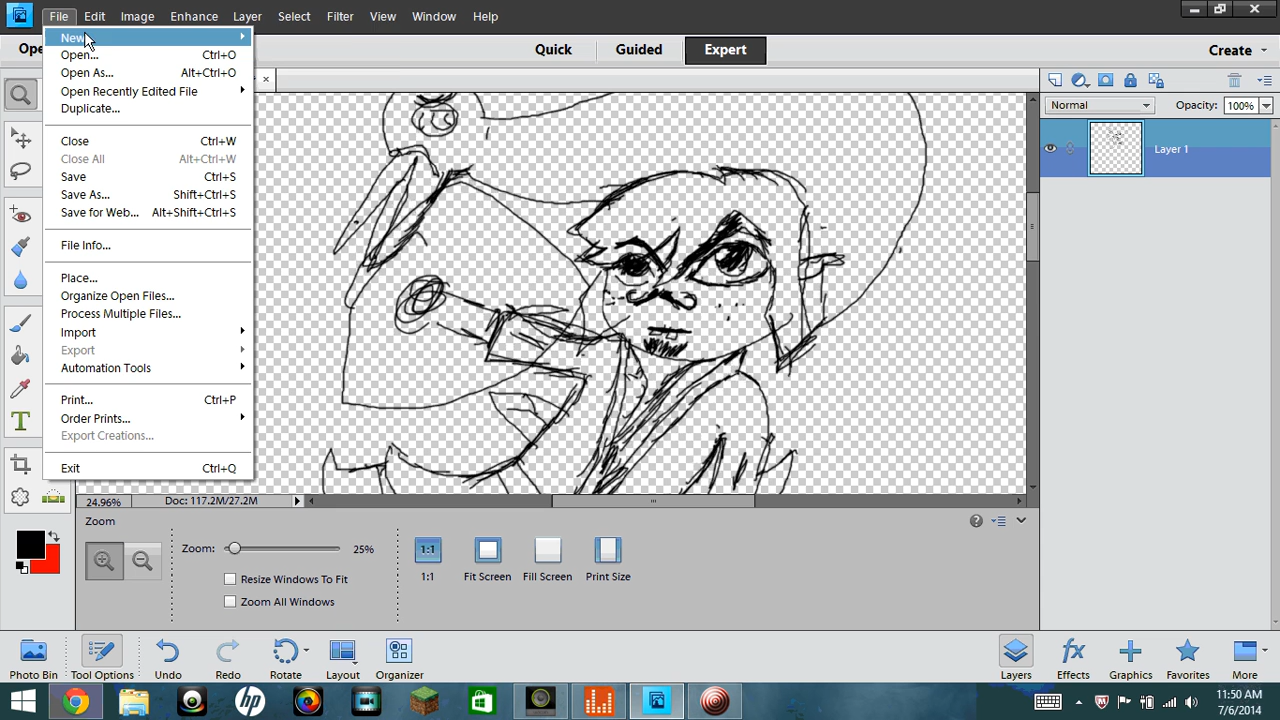 File Edit Image Enhance Layer Select Filter View Window Help
Quick Guided Expert Create
New
Open... Ctrl+O
Open As... Alt+Ctrl+O
Open Recently Edited File
Duplicate...
Close Ctrl+W
Close All Alt+Ctrl+W
Save Ctrl+S
Save As... Shift+Ctrl+S
Save for Web... Alt+Shift+Ctrl+S
File Info...
Place...
Organize Open Files...
Process Multiple Files...
Import
Export
Automation Tools
Print... Ctrl+P
Order Prints...
Export Creations...
Exit Ctrl+Q
Normal Opacity: 100%
Layer 1
24.96% Doc: 117.2M/27.2M
Zoom
Zoom: 25%
Resize Windows To Fit
Zoom All Windows
1:1
1:1 Fit Screen Fill Screen Print Size
Photo Bin Tool Options Undo Redo Rotate Layout Organizer
Layers Effects Graphics Favorites More
11:50 AM
7/6/2014